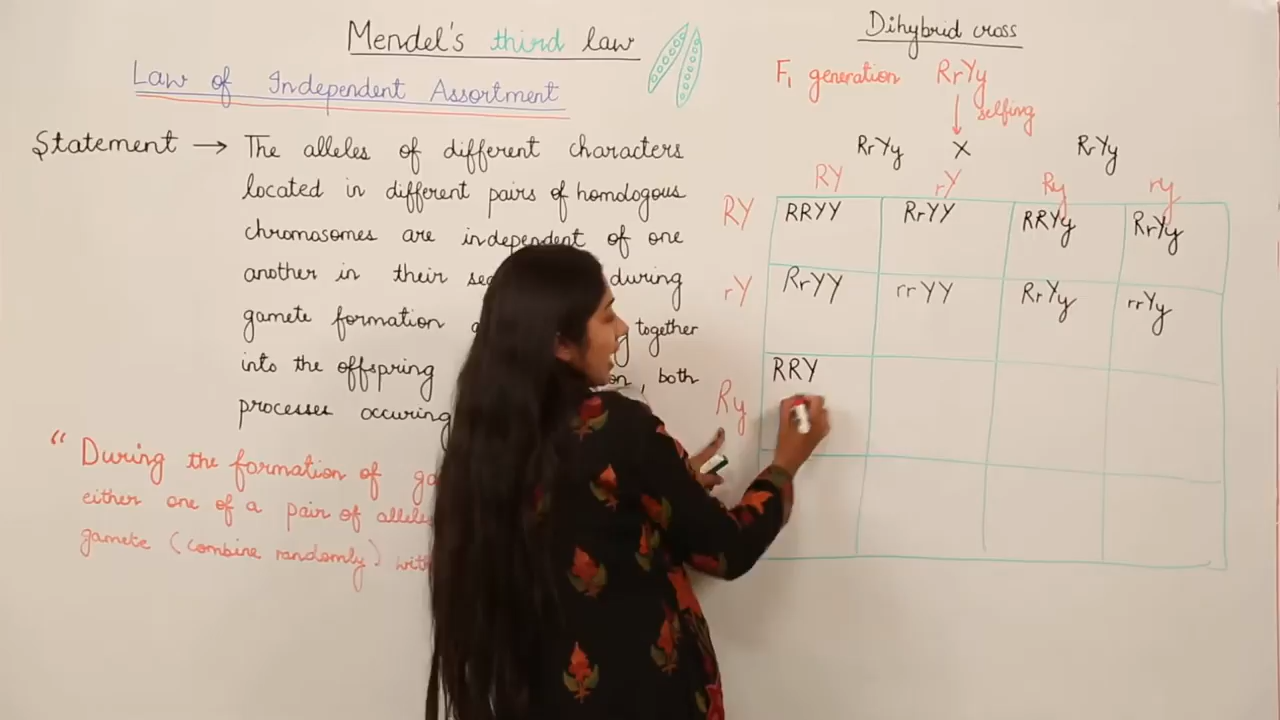 Mendel's third law
Law of Independent Assortment
Statement → The alleles of different characters
located in different pairs of homologous
chromosomes are independent of one
another in their during
gamete formation together
into the offspring , both
processes occuring
" During the formation of
either one of a pair of alleles
gamete (combine randomly)
Dihybrid cross
F1 generation RrYy
selfing
RrYy X RrYy
RY rY Ry ry
RY RRYY RrYY RRYy RrYy
rY RrYY rrYY RrYy rrYy
Ry RRY